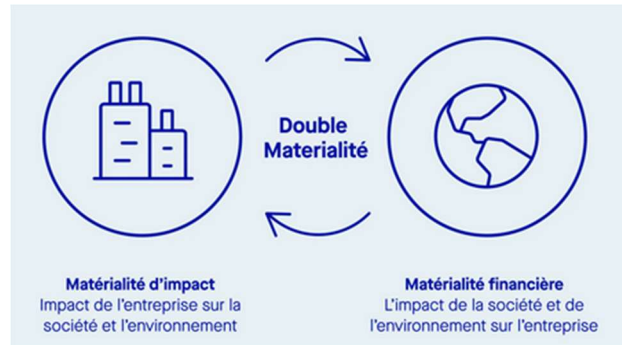 Double
Materialité
Matérialité d'impact
Impact de l'entreprise sur la
société et l'environnement
Matérialité financière
L'impact de la société et de
l'environnement sur l'entreprise